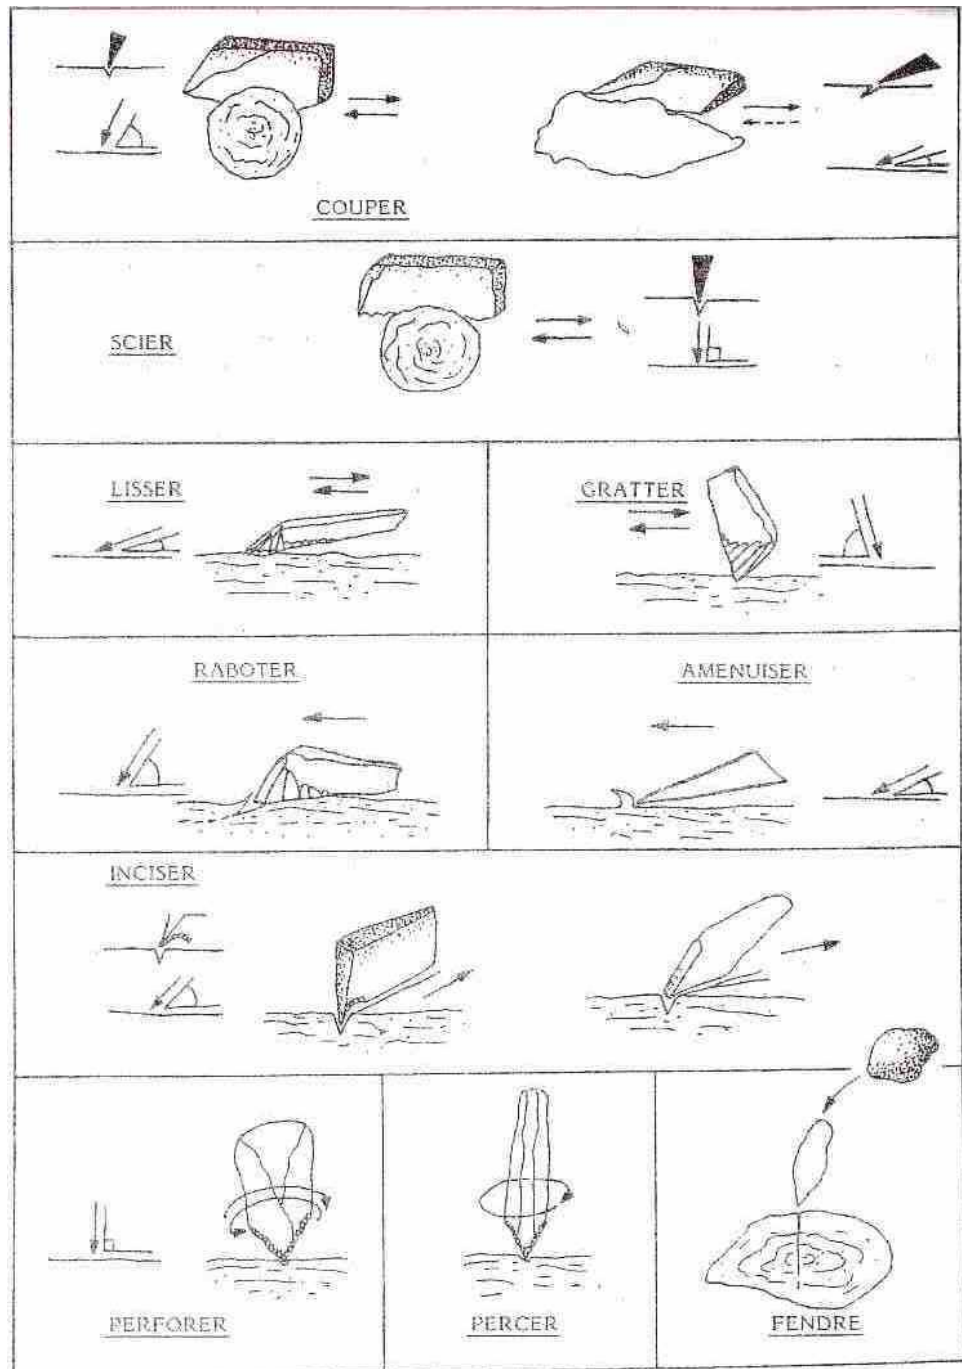 COUPER
SCIER
LISSER
GRATTER
RABOTER
AMENUISER
INCISER
PERFORER
PERCER
FENDRE